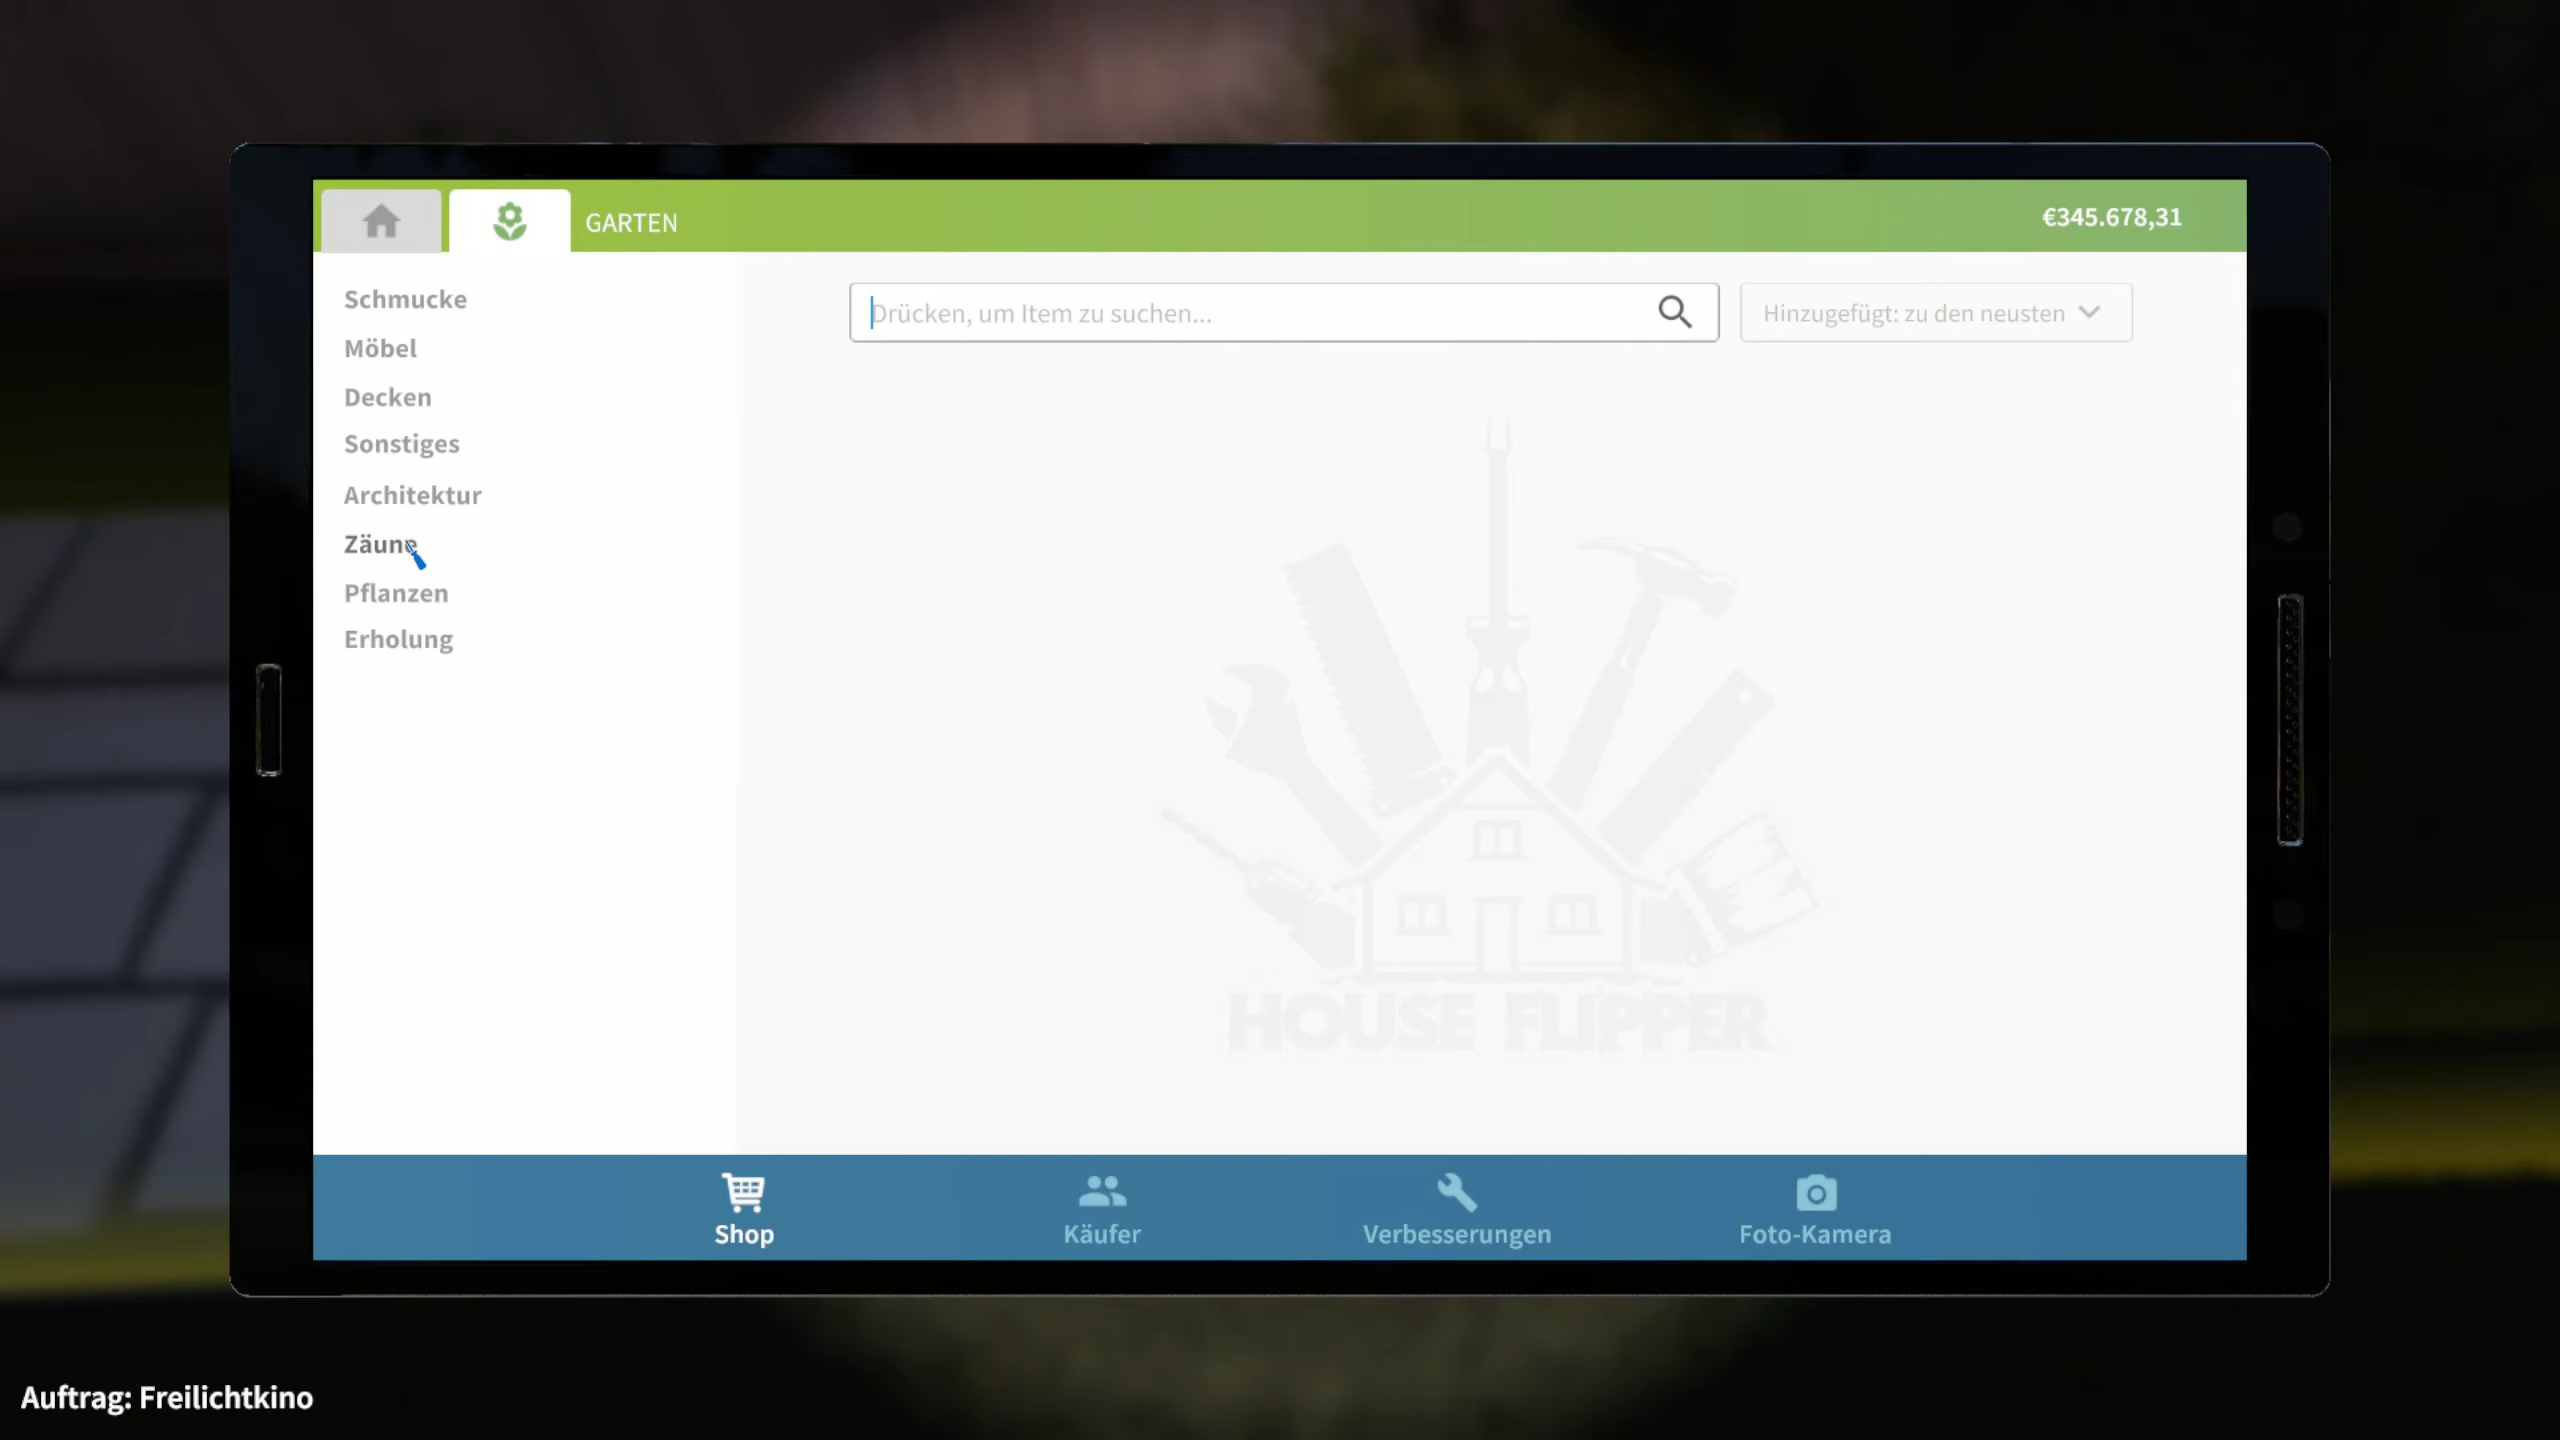 GARTEN
€345.678,31
Schmucke
Möbel
Decken
Sonstiges
Architektur
Zäune
Pflanzen
Erholung
Drücken, um Item zu suchen...
Hinzugefügt: zu den neusten
HOUSE FLIPPER
Shop
Käufer
Verbesserungen
Foto-Kamera
Auftrag: Freilichtkino